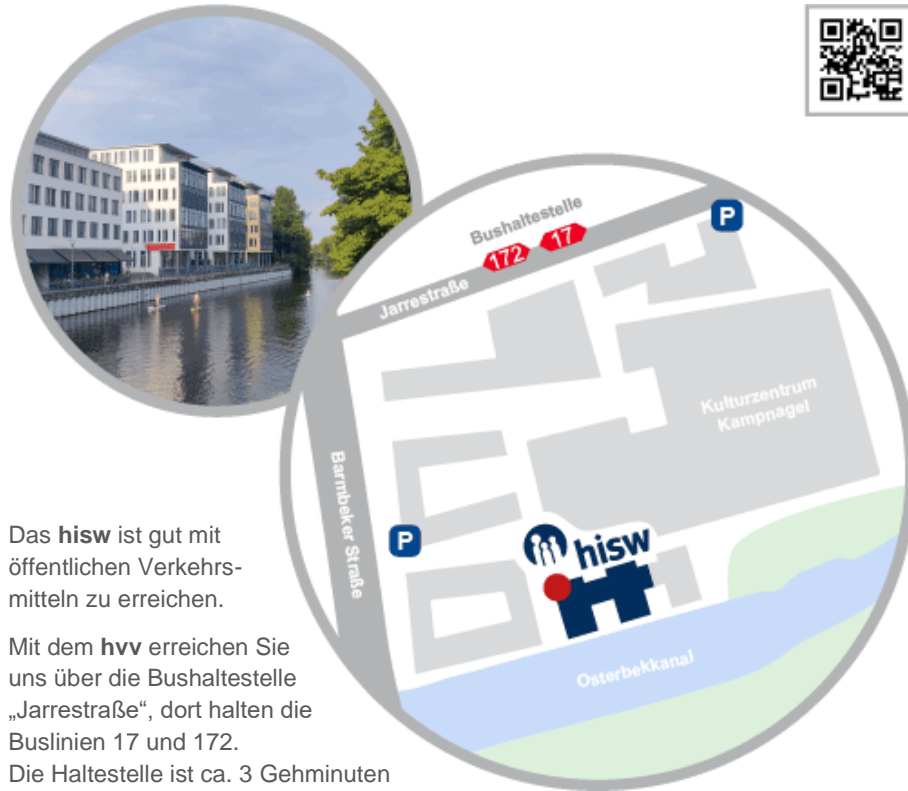 Bushaltestelle
172
17
P
Jarrestraße
Kulturzentrum
Kampnagel
Barmbeker Straße
P
hisw
Osterbekkanal
Das hisw ist gut mit
öffentlichen Verkehrs-
mitteln zu erreichen.
Mit dem hvv erreichen Sie
uns über die Bushaltestelle
„Jarrestraße“, dort halten die
Buslinien 17 und 172.
Die Haltestelle ist ca. 3 Gehminuten